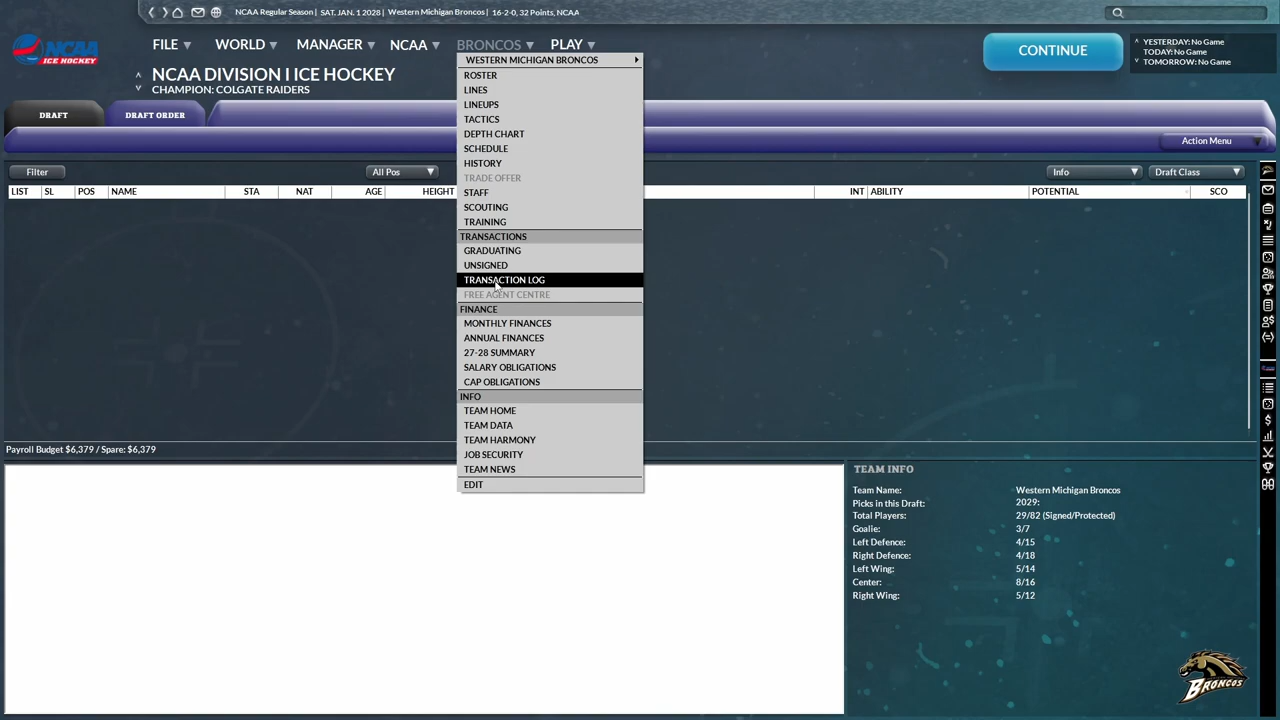 NCAA Regular Season | SAT. JAN. 1 2028 | Western Michigan Broncos | 16-2-0, 32 Points, NCAA
NCAA
ICE HOCKEY
FILE WORLD MANAGER NCAA BRONCOS PLAY
CONTINUE
YESTERDAY: No Game
TODAY: No Game
TOMORROW: No Game
NCAA DIVISION I ICE HOCKEY
CHAMPION: COLGATE RAIDERS
DRAFT DRAFT ORDER
Action Menu
Filter All Pos Info Draft Class
LIST SL POS NAME STA NAT AGE HEIGHT INT ABILITY POTENTIAL SCO
WESTERN MICHIGAN BRONCOS
ROSTER
LINES
LINEUPS
TACTICS
DEPTH CHART
SCHEDULE
HISTORY
TRADE OFFER
STAFF
SCOUTING
TRAINING
TRANSACTIONS
GRADUATING
UNSIGNED
TRANSACTION LOG
FREE AGENT CENTRE
FINANCE
MONTHLY FINANCES
ANNUAL FINANCES
27-28 SUMMARY
SALARY OBLIGATIONS
CAP OBLIGATIONS
INFO
TEAM HOME
TEAM DATA
TEAM HARMONY
JOB SECURITY
TEAM NEWS
EDIT
Payroll Budget $6,379 / Spare: $6,379
TEAM INFO
Team Name: Western Michigan Broncos
Picks in this Draft: 2029:
Total Players: 29/82 (Signed/Protected)
Goalie: 3/7
Left Defence: 4/15
Right Defence: 4/18
Left Wing: 5/14
Center: 8/16
Right Wing: 5/12
BRONCOS